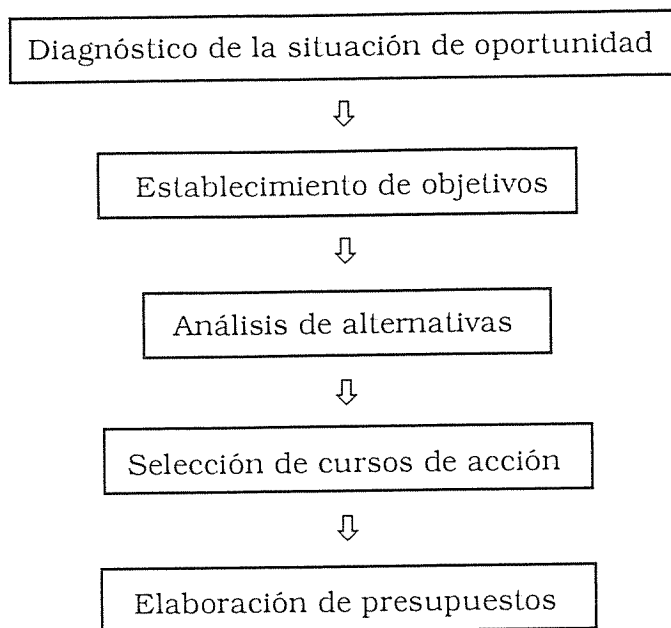 Diagnóstico de la situación de oportunidad
Establecimiento de objetivos
Análisis de alternativas
Selección de cursos de acción
Elaboración de presupuestos